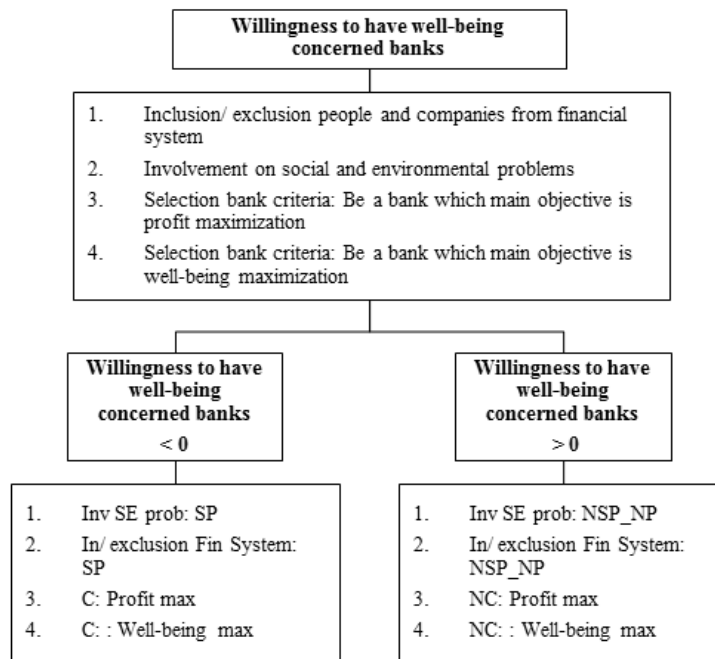 Willingness to have well-being
concerned banks
1. Inclusion/ exclusion people and companies from financial
system
2. Involvement on social and environmental problems
3. Selection bank criteria: Be a bank which main objective is
profit maximization
4. Selection bank criteria: Be a bank which main objective is
well-being maximization
Willingness to have
well-being
concerned banks
< 0
Willingness to have
well-being
concerned banks
> 0
1. Inv SE prob: SP
2. In/ exclusion Fin System:
SP
3. C: Profit max
4. C: : Well-being max
1. Inv SE prob: NSP_NP
2. In/ exclusion Fin System:
NSP_NP
3. NC: Profit max
4. NC: : Well-being max